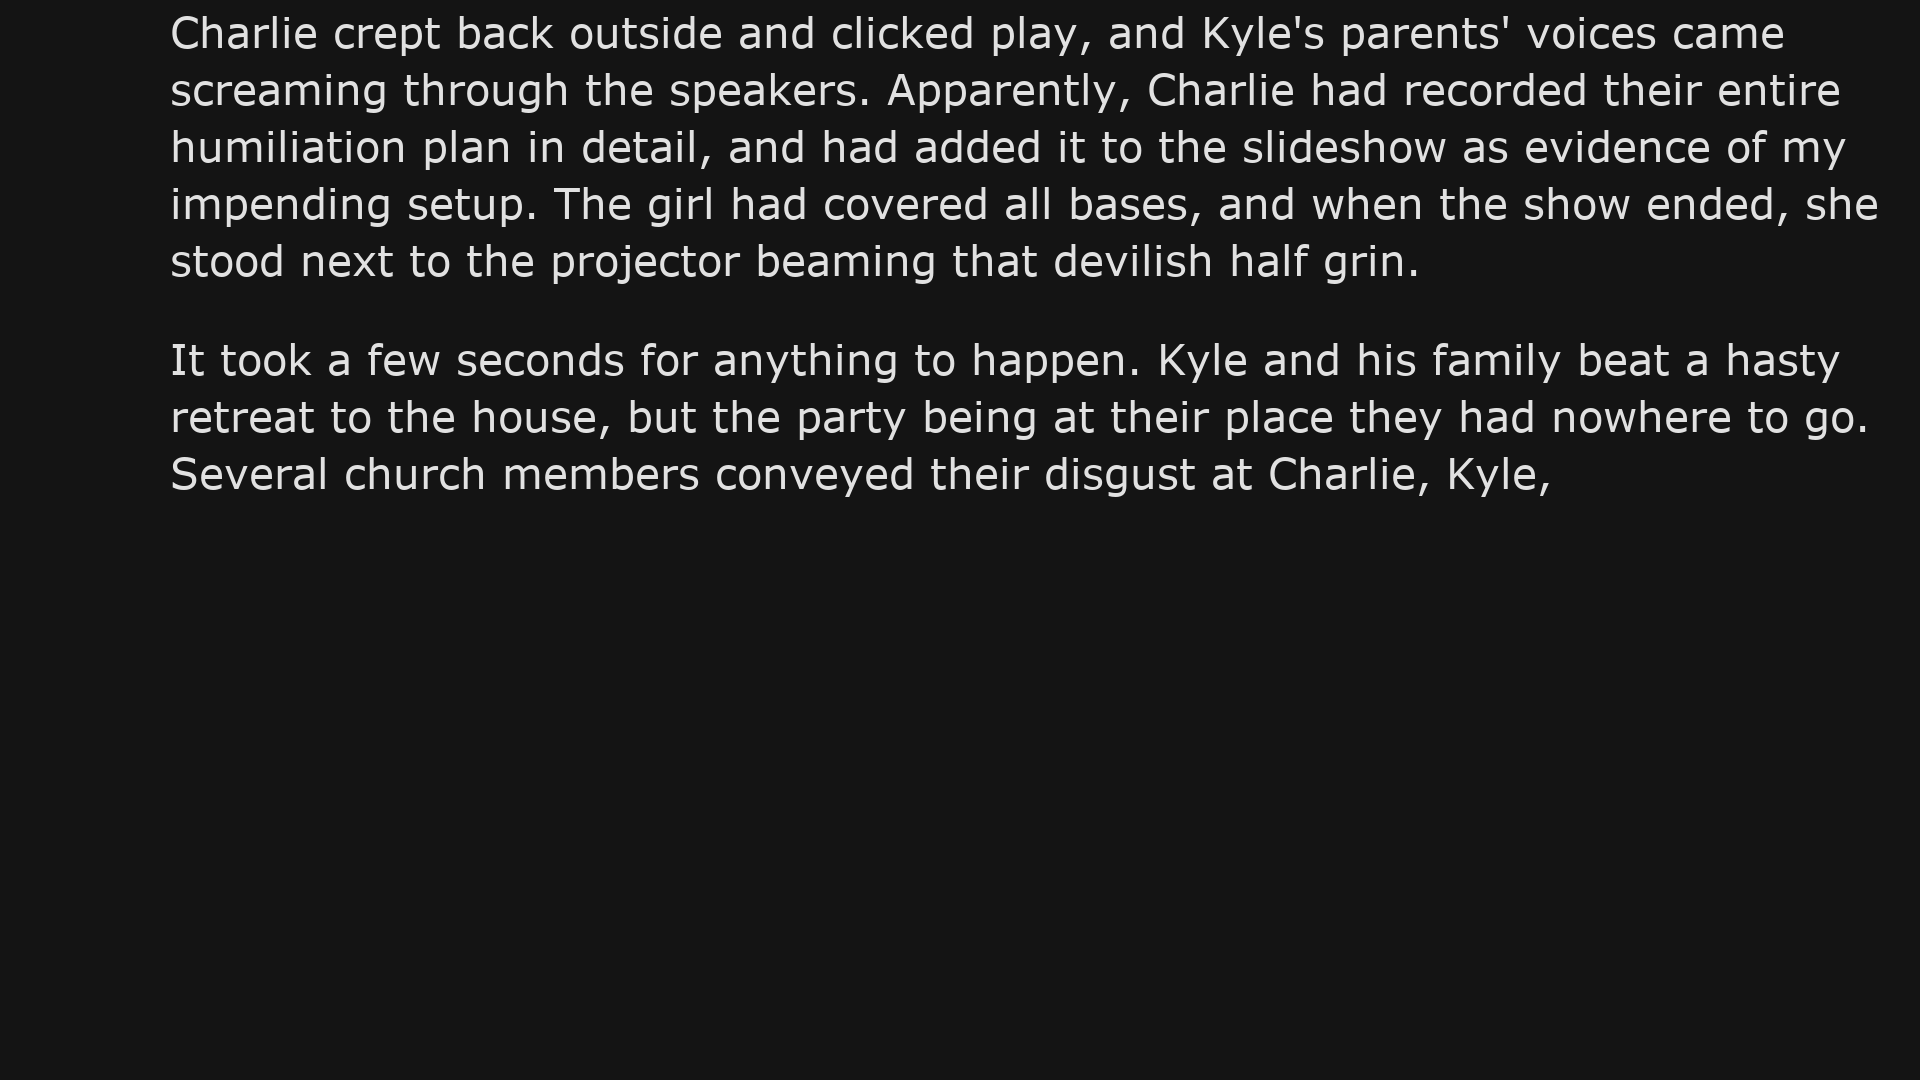 Charlie crept back outside and clicked play, and Kyle's parents' voices came
screaming through the speakers. Apparently, Charlie had recorded their entire
humiliation plan in detail, and had added it to the slideshow as evidence of my
impending setup. The girl had covered all bases, and when the show ended, she
stood next to the projector beaming that devilish half grin.
It took a few seconds for anything to happen. Kyle and his family beat a hasty
retreat to the house, but the party being at their place they had nowhere to go.
Several church members conveyed their disgust at Charlie, Kyle,